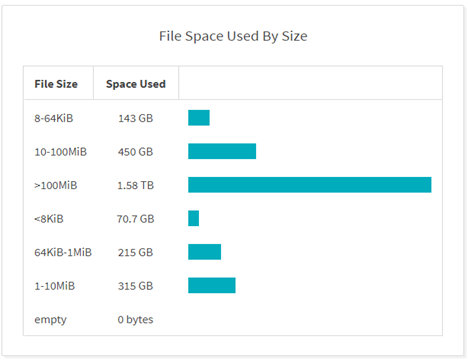 File Space Used By Size
File Size Space Used
8-64KiB 143 GB
10-100MiB 450 GB
>100MiB 1.58 TB
<8KiB 70.7 GB
64KiB-1MiB 215 GB
1-10MiB 315 GB
empty 0 bytes